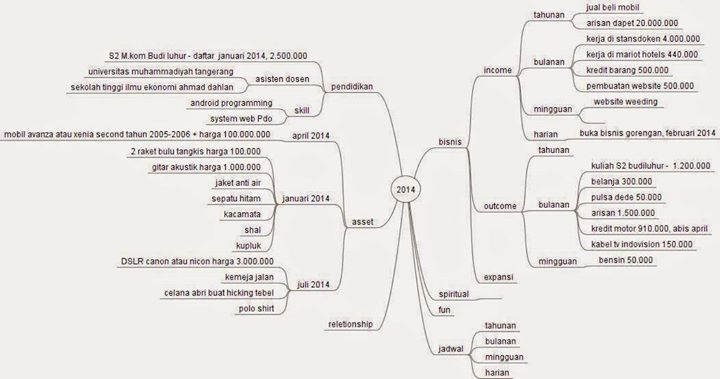 2014
pendidikan
S2 M.kom Budi luhur - daftar januari 2014, 2.500.000
asisten dosen
universitas muhammadiyah tangerang
sekolah tinggi ilmu ekonomi ahmad dahlan
skill
android programming
system web Pdo
asset
april 2014
mobil avanza atau xenia second tahun 2005-2006 + harga 100.000.000
januari 2014
2 raket bulu tangkis harga 100.000
gitar akustik harga 1.000.000
jaket anti air
sepatu hitam
kacamata
shal
kupluk
juli 2014
DSLR canon atau nicon harga 3.000.000
kemeja jalan
celana abri buat hicking tebel
polo shirt
reletionship
bisnis
income
tahunan
jual beli mobil
arisan dapet 20.000.000
bulanan
kerja di stansdoken 4.000.000
kerja di mariot hotels 440.000
kredit barang 500.000
pembuatan website 500.000
mingguan
website weeding
harian
buka bisnis gorengan, februari 2014
outcome
tahunan
bulanan
kuliah S2 budiluhur - 1.200.000
belanja 300.000
pulsa dede 50.000
arisan 1.500.000
kredit motor 910.000, abis april
kabel tv indovision 150.000
mingguan
bensin 50.000
expansi
spiritual
fun
jadwal
tahunan
bulanan
mingguan
harian